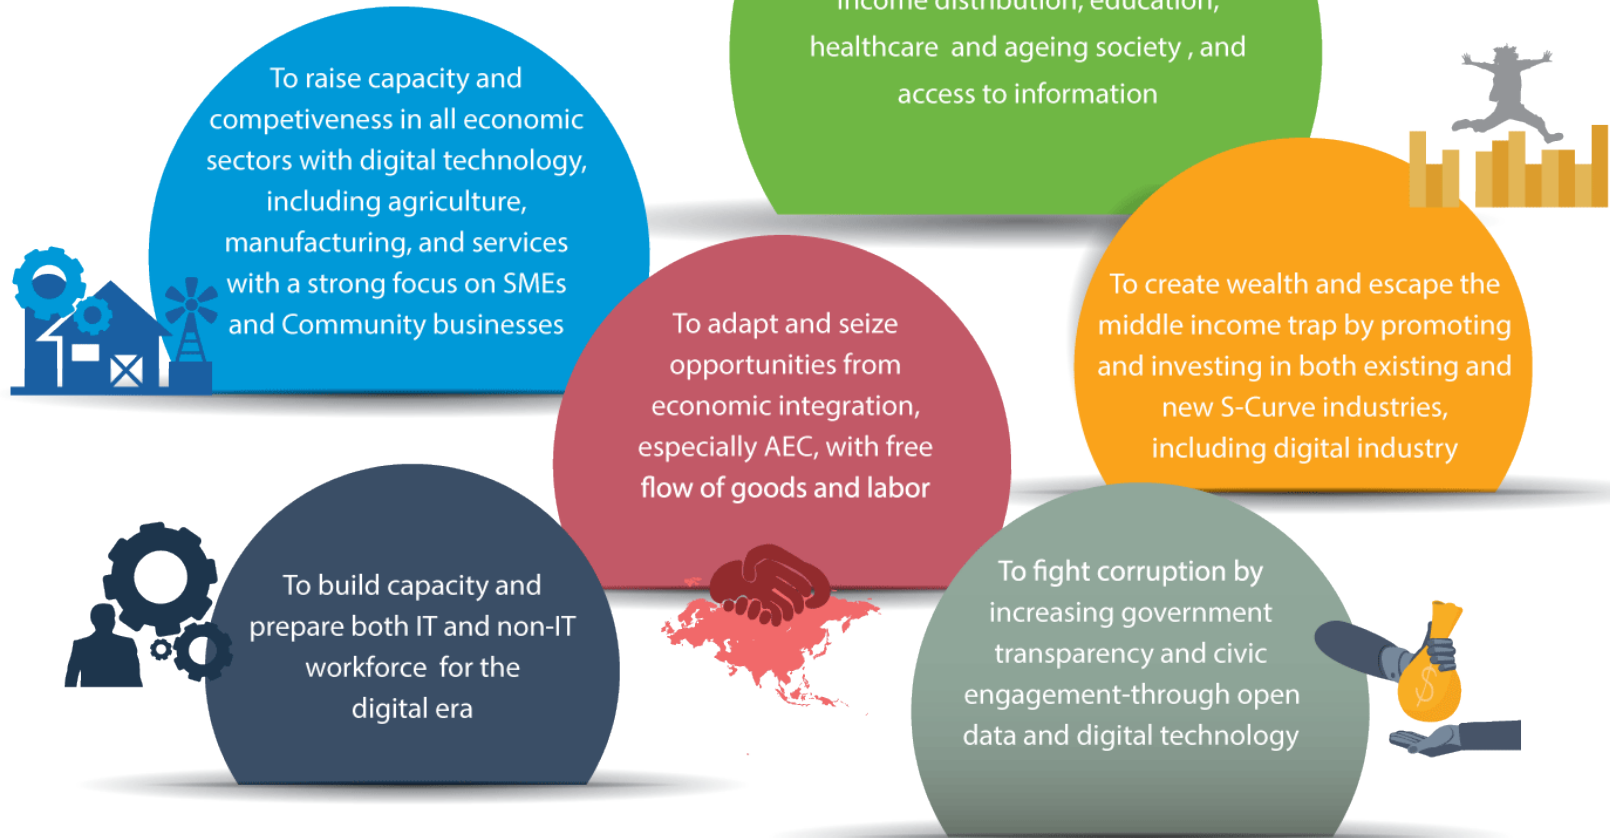 income distribution, education,
healthcare and ageing society , and
access to information
To raise capacity and
competiveness in all economic
sectors with digital technology,
including agriculture,
manufacturing, and services
with a strong focus on SMEs
and Community businesses
To create wealth and escape the
middle income trap by promoting
and investing in both existing and
new S-Curve industries,
including digital industry
To adapt and seize
opportunities from
economic integration,
especially AEC, with free
flow of goods and labor
To build capacity and
prepare both IT and non-IT
workforce for the
digital era
To fight corruption by
increasing government
transparency and civic
engagement-through open
data and digital technology
$